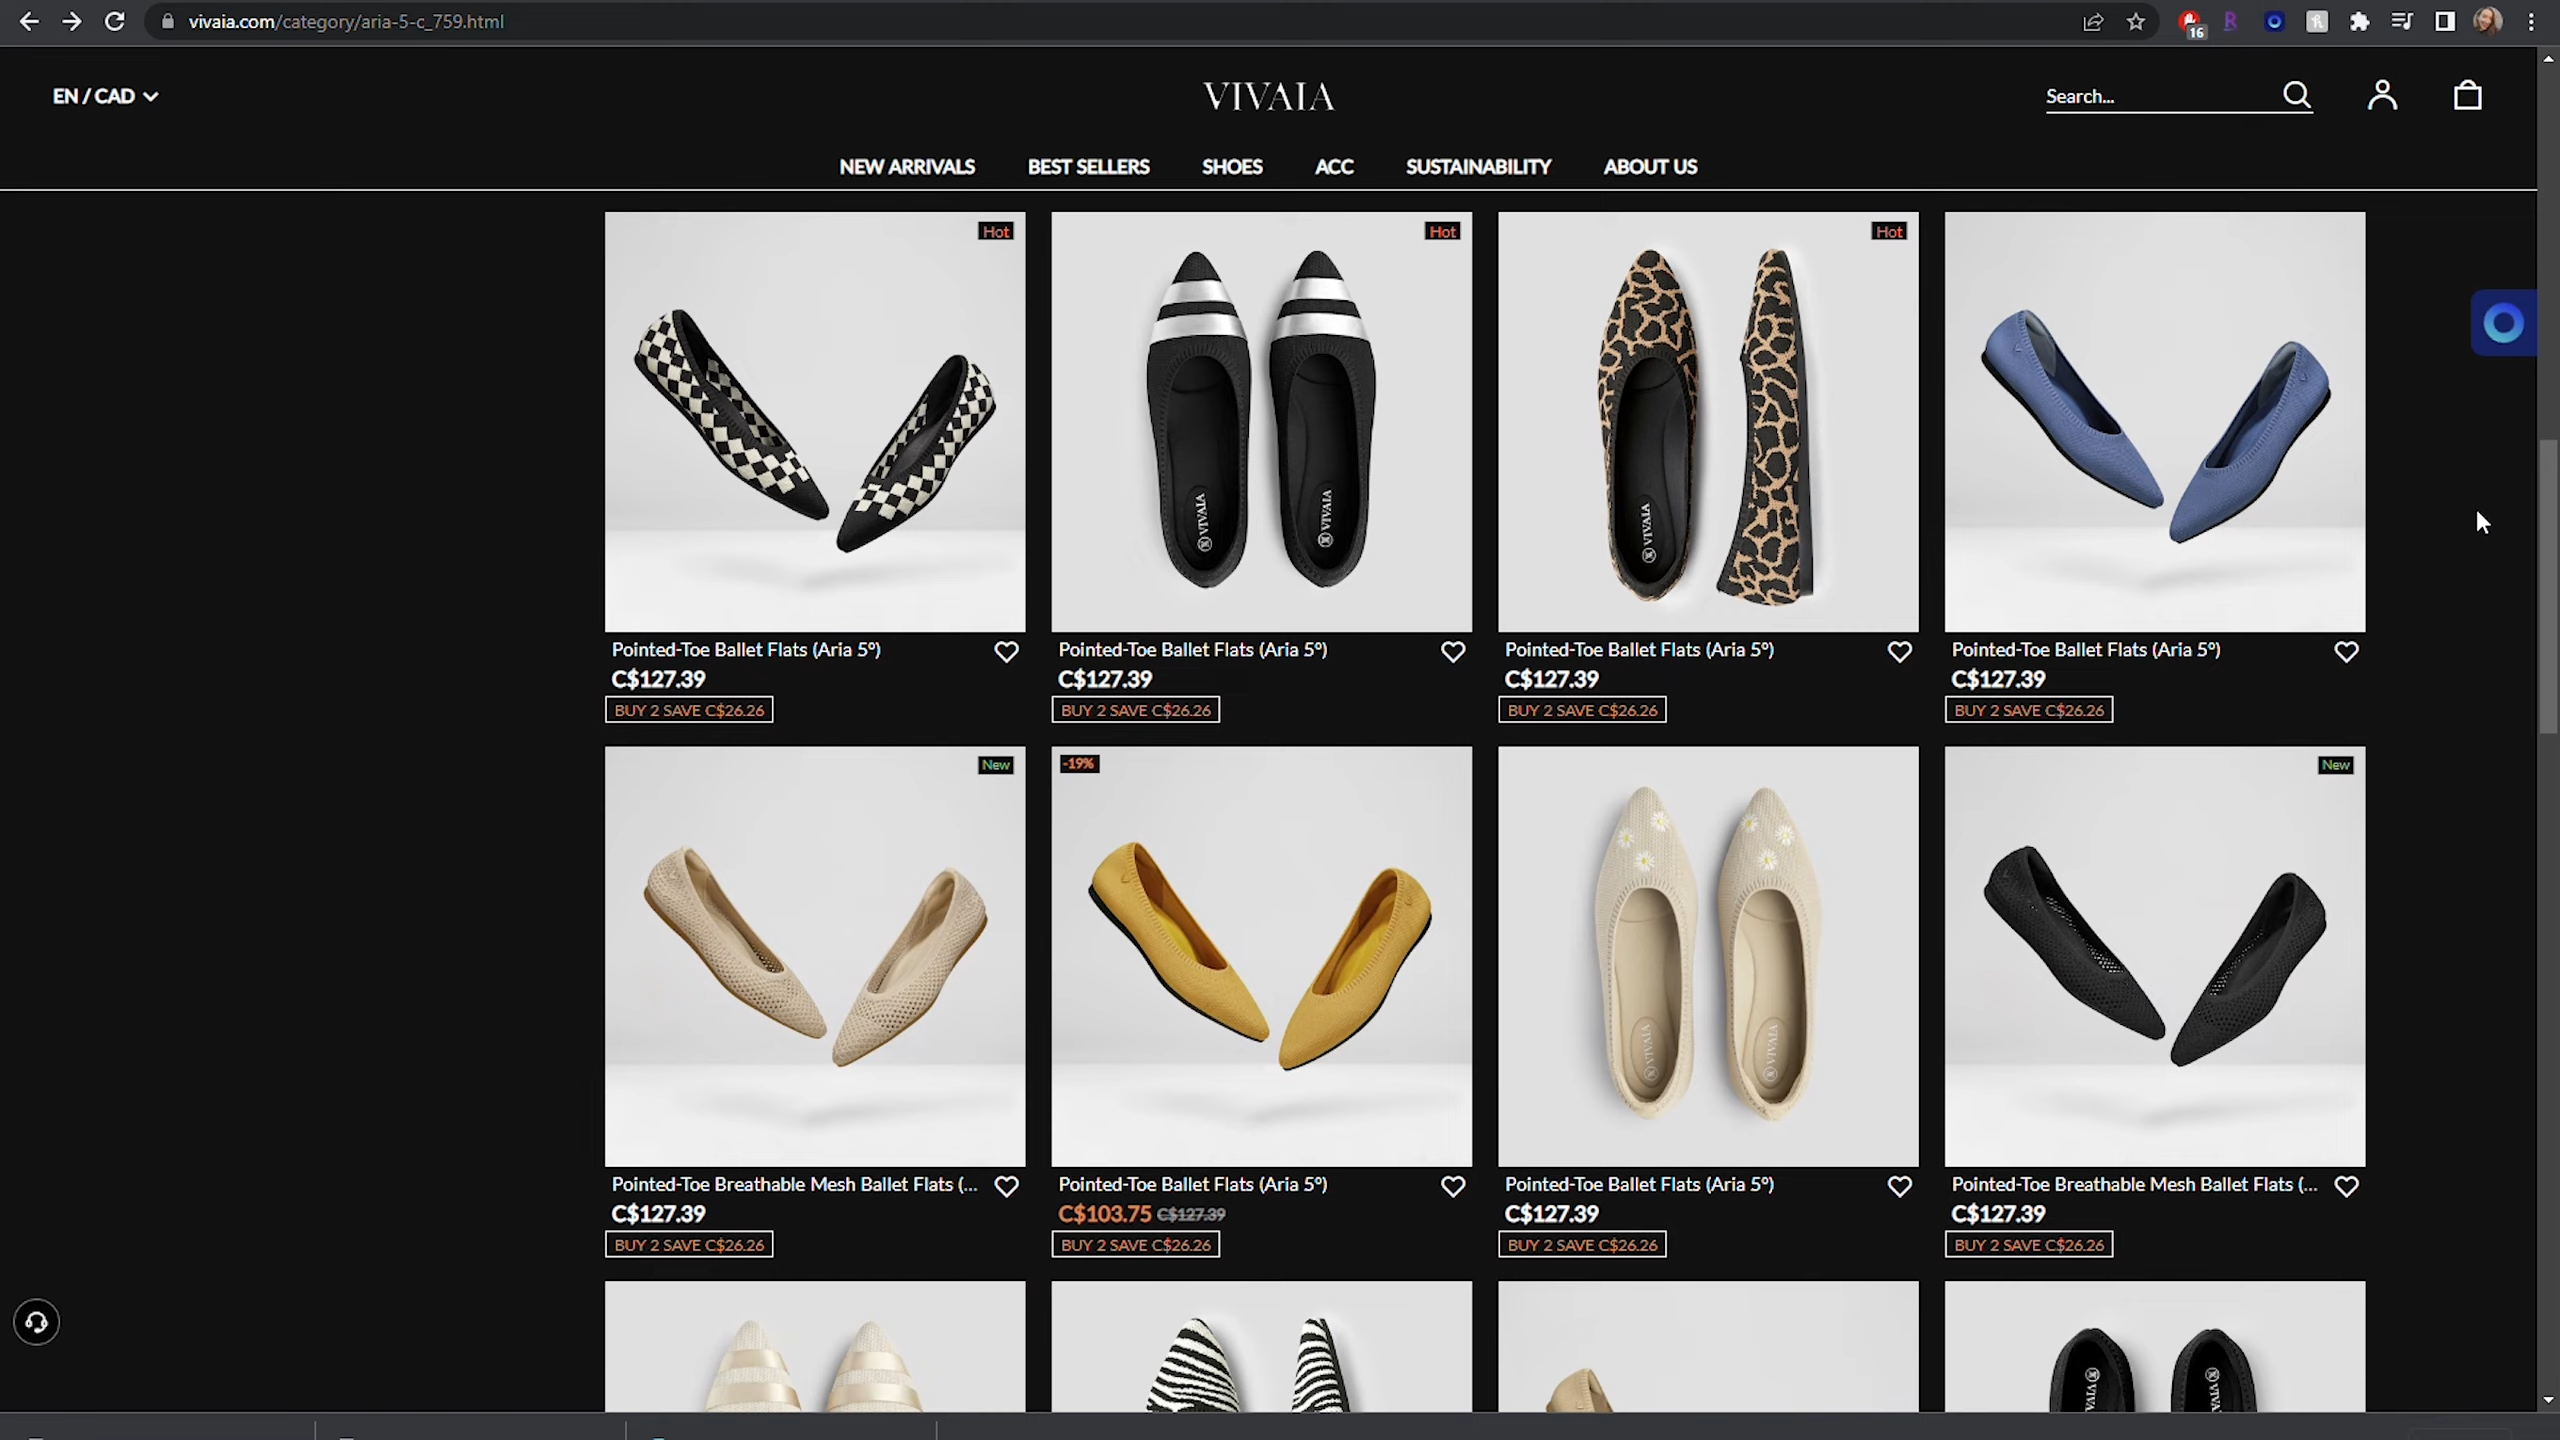 vivaia.com/category/aria-5-c_759.html
16
EN / CAD
VIVAIA
Search...
NEW ARRIVALS BEST SELLERS SHOES ACC SUSTAINABILITY ABOUT US
Hot Hot Hot
VIVAIA VIVAIA VIVAIA
Pointed-Toe Ballet Flats (Aria 5°) Pointed-Toe Ballet Flats (Aria 5°) Pointed-Toe Ballet Flats (Aria 5°) Pointed-Toe Ballet Flats (Aria 5°)
C$127.39 C$127.39 C$127.39 C$127.39
BUY 2 SAVE C$26.26 BUY 2 SAVE C$26.26 BUY 2 SAVE C$26.26 BUY 2 SAVE C$26.26
New -19% New
VIVAIA VIVAIA
Pointed-Toe Breathable Mesh Ballet Flats (... Pointed-Toe Ballet Flats (Aria 5°) Pointed-Toe Ballet Flats (Aria 5°) Pointed-Toe Breathable Mesh Ballet Flats (...
C$127.39 C$103.75 C$127.39 C$127.39 C$127.39
BUY 2 SAVE C$26.26 BUY 2 SAVE C$26.26 BUY 2 SAVE C$26.26 BUY 2 SAVE C$26.26